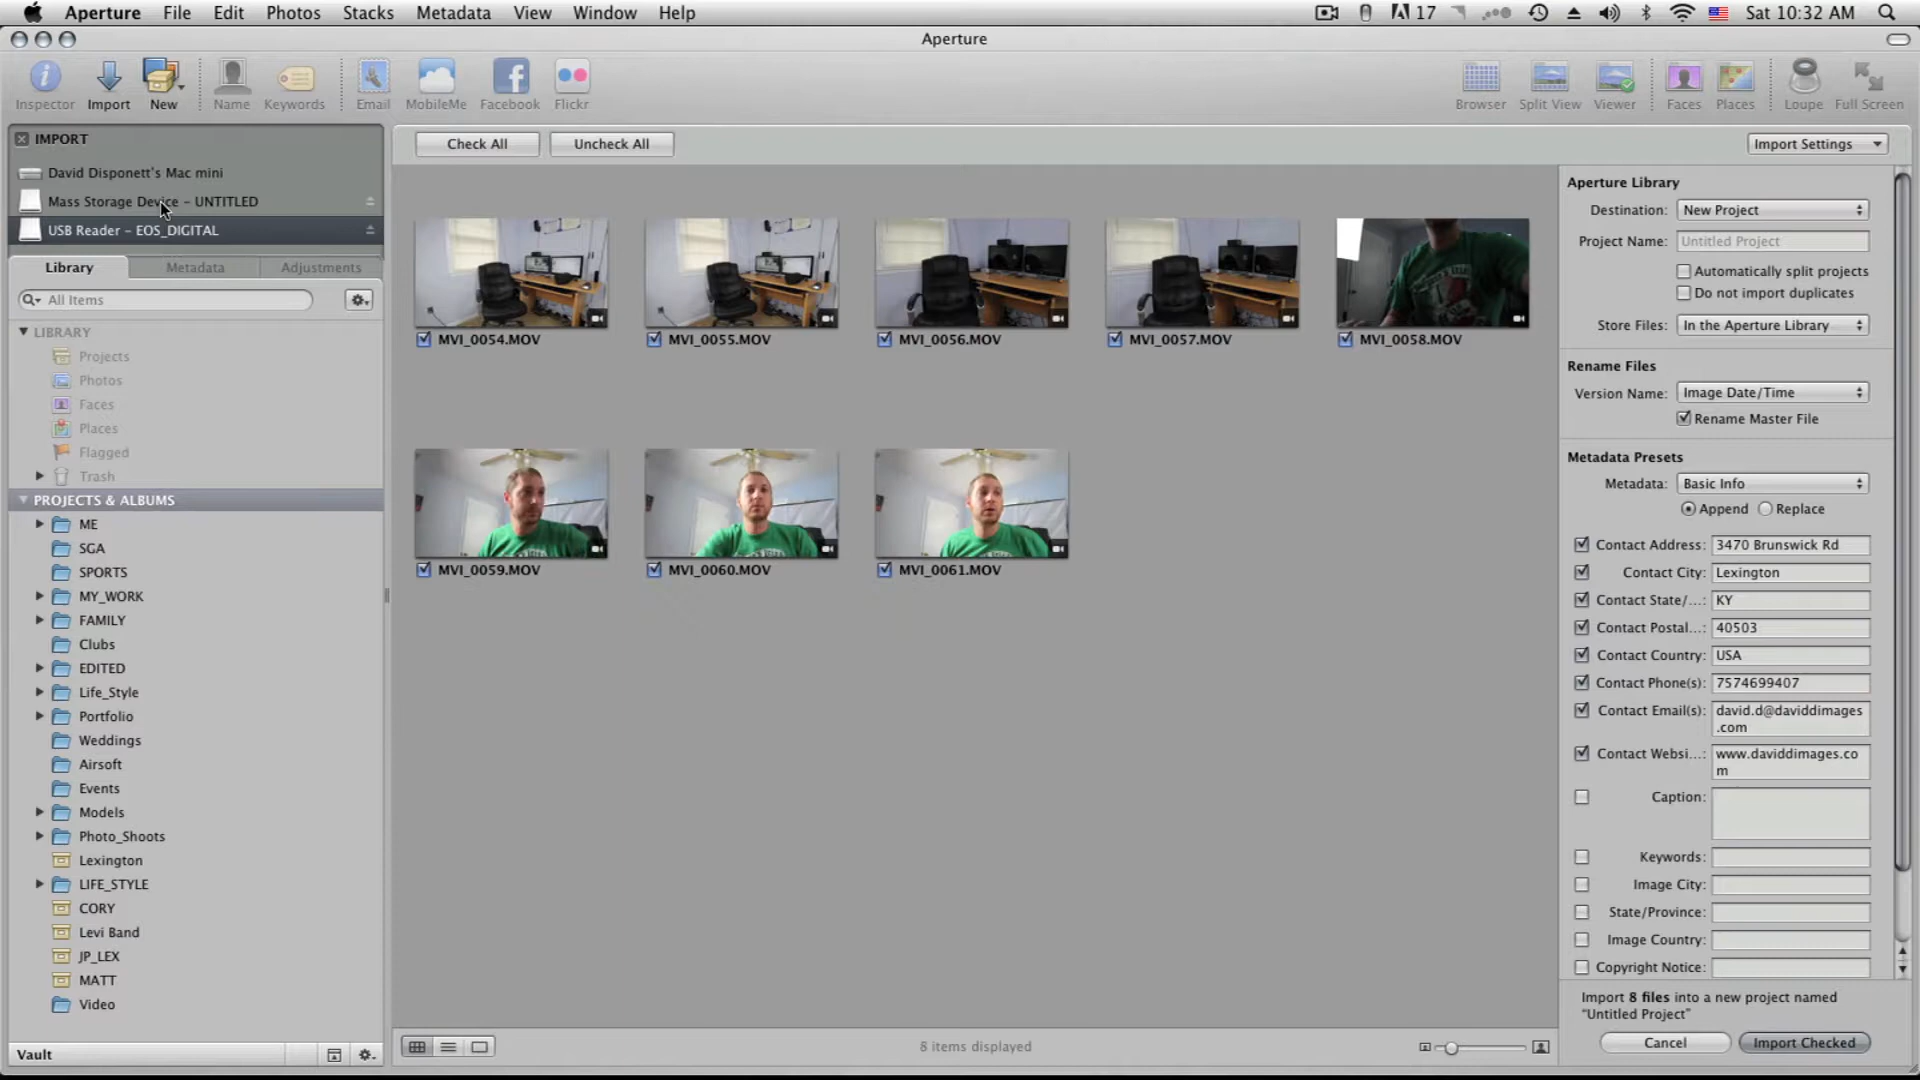 Aperture File Edit Photos Stacks Metadata View Window Help 17 Sat 10:32 AM
Aperture
Inspector Import New Name Keywords Email MobileMe Facebook Flickr Browser Split View Viewer Faces Places Loupe Full Screen
IMPORT
David Disponett's Mac mini
Mass Storage Device – UNTITLED
USB Reader – EOS_DIGITAL
Library Metadata Adjustments
All Items
LIBRARY
Projects
Photos
Faces
Places
Flagged
Trash
PROJECTS & ALBUMS
ME
SGA
SPORTS
MY_WORK
FAMILY
Clubs
EDITED
Life_Style
Portfolio
Weddings
Airsoft
Events
Models
Photo_Shoots
Lexington
LIFE_STYLE
CORY
Levi Band
JP_LEX
MATT
Video
Vault
Check All Uncheck All Import Settings
MVI_0054.MOV MVI_0055.MOV MVI_0056.MOV MVI_0057.MOV MVI_0058.MOV
MVI_0059.MOV MVI_0060.MOV MVI_0061.MOV
8 items displayed
Aperture Library
Destination: New Project
Project Name: Untitled Project
Automatically split projects
Do not import duplicates
Store Files: In the Aperture Library
Rename Files
Version Name: Image Date/Time
Rename Master File
Metadata Presets
Metadata: Basic Info
Append Replace
Contact Address: 3470 Brunswick Rd
Contact City: Lexington
Contact State/...: KY
Contact Postal...: 40503
Contact Country: USA
Contact Phone(s): 7574699407
Contact Email(s): david.d@daviddimages
.com
Contact Websi...: www.daviddimages.co
m
Caption:
Keywords:
Image City:
State/Province:
Image Country:
Copyright Notice:
Import 8 files into a new project named
"Untitled Project"
Cancel Import Checked